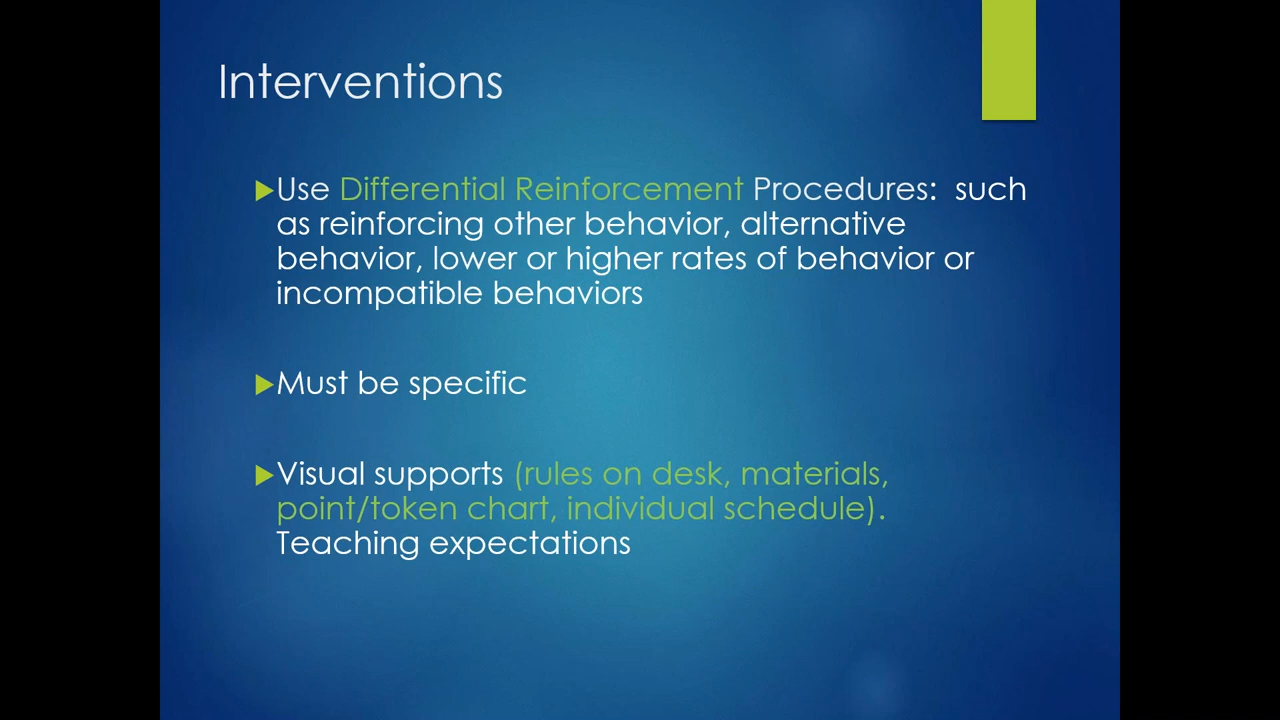 Interventions
Use Differential Reinforcement Procedures:  such
as reinforcing other behavior, alternative
behavior, lower or higher rates of behavior or
incompatible behaviors
Must be specific
Visual supports (rules on desk, materials,
point/token chart, individual schedule).
Teaching expectations